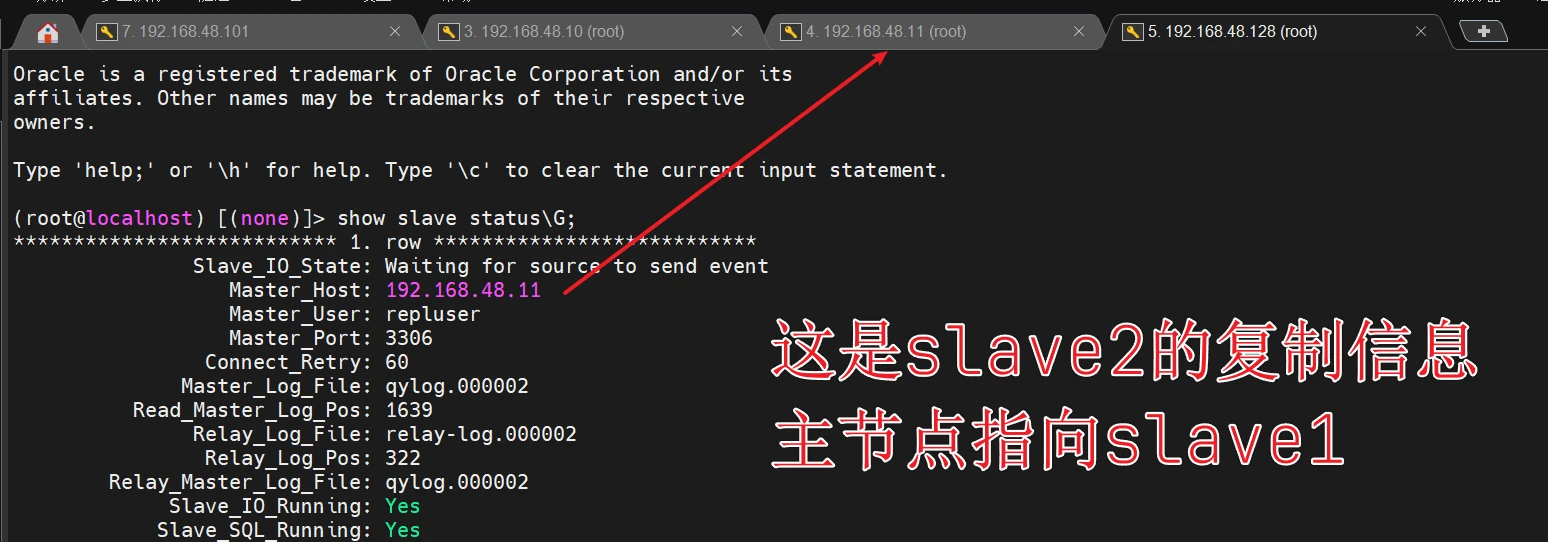 7. 192.168.48.101
3. 192.168.48.10 (root)
4. 192.168.48.11 (root)
5. 192.168.48.128 (root)
Oracle is a registered trademark of Oracle Corporation and/or its
affiliates. Other names may be trademarks of their respective
owners.
Type 'help;' or '\h' for help. Type '\c' to clear the current input statement.
(root@localhost) [(none)]> show slave status\G;
*************************** 1. row ***************************
Slave_IO_State: Waiting for source to send event
Master_Host: 192.168.48.11
Master_User: repluser
Master_Port: 3306
Connect_Retry: 60
Master_Log_File: qylog.000002
Read_Master_Log_Pos: 1639
Relay_Log_File: relay-log.000002
Relay_Log_Pos: 322
Relay_Master_Log_File: qylog.000002
Slave_IO_Running: Yes
Slave_SQL_Running: Yes
这是slave2的复制信息
主节点指向slave1